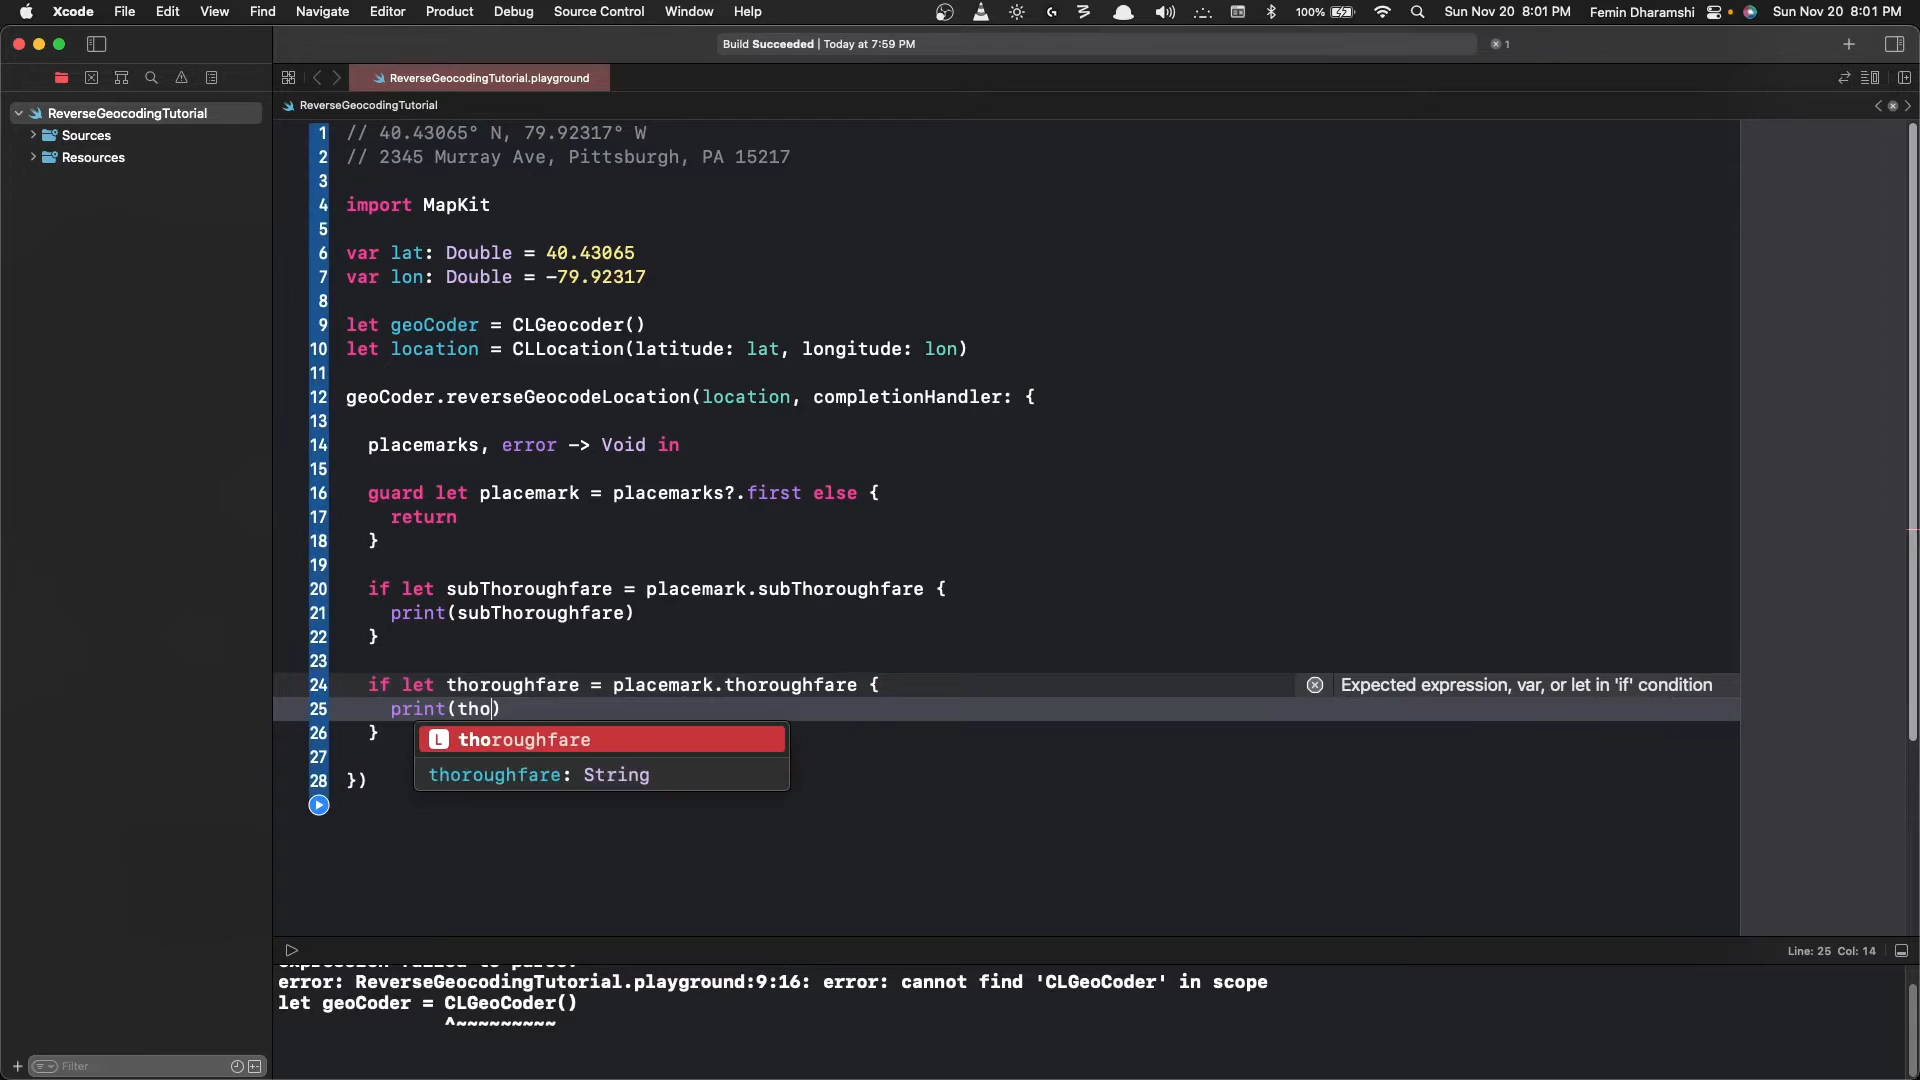 Xcode File Edit View Find Navigate Editor Product Debug Source Control Window Help 100% Sun Nov 20 8:01 PM Femin Dharamshi Sun Nov 20 8:01 PM
Build Succeeded | Today at 7:59 PM 1
ReverseGeocodingTutorial.playground
ReverseGeocodingTutorial
ReverseGeocodingTutorial
Sources
Resources
1 // 40.43065° N, 79.92317° W
2 // 2345 Murray Ave, Pittsburgh, PA 15217
3
4 import MapKit
5
6 var lat: Double = 40.43065
7 var lon: Double = -79.92317
8
9 let geoCoder = CLGeocoder()
10 let location = CLLocation(latitude: lat, longitude: lon)
11
12 geoCoder.reverseGeocodeLocation(location, completionHandler: {
13
14 placemarks, error -> Void in
15
16 guard let placemark = placemarks?.first else {
17 return
18 }
19
20 if let subThoroughfare = placemark.subThoroughfare {
21 print(subThoroughfare)
22 }
23
24 if let thoroughfare = placemark.thoroughfare { Expected expression, var, or let in 'if' condition
25 print(tho)
26 }
L thoroughfare
27
thoroughfare: String
28 })
Line: 25 Col: 14
error: ReverseGeocodingTutorial.playground:9:16: error: cannot find 'CLGeoCoder' in scope
let geoCoder = CLGeoCoder()
^~~~~~~~~~
Filter